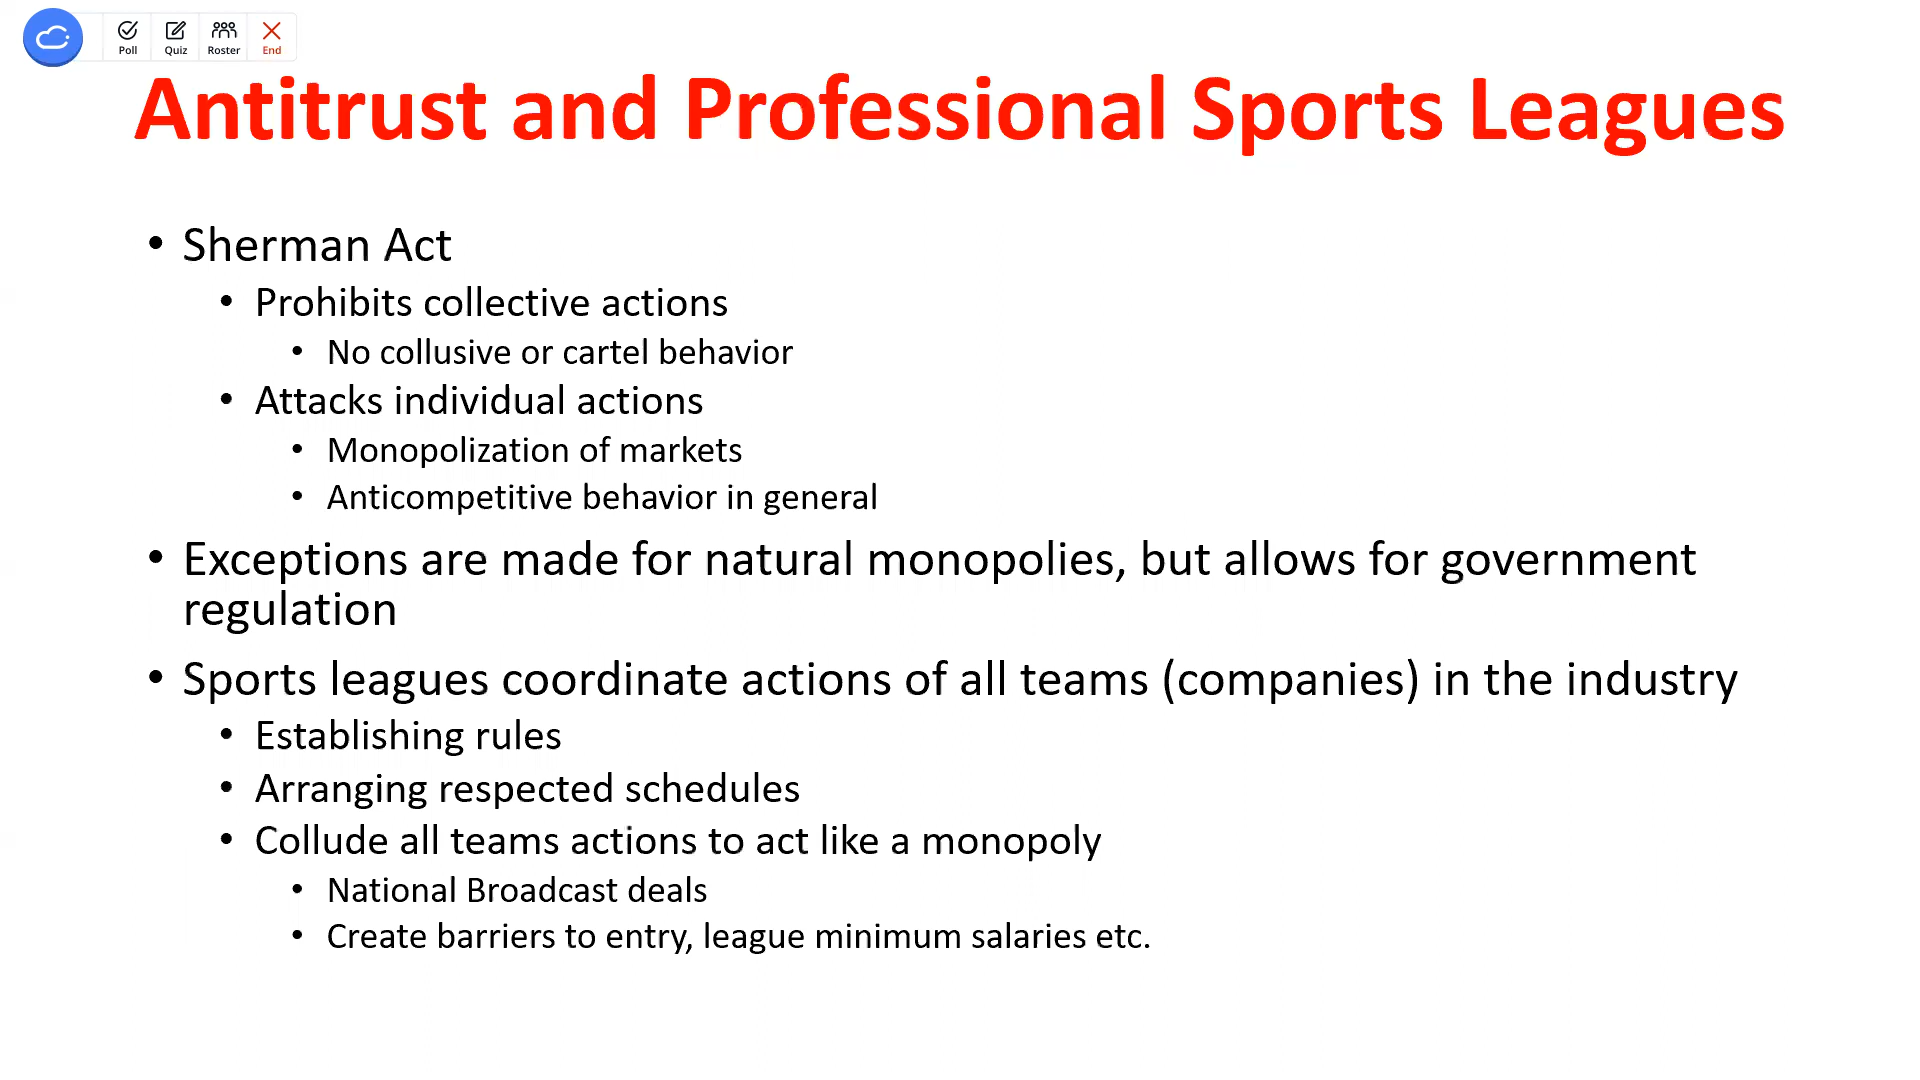 Poll
Quiz
Roster
End
Antitrust and Professional Sports Leagues
• Sherman Act
• Prohibits collective actions
• No collusive or cartel behavior
• Attacks individual actions
• Monopolization of markets
• Anticompetitive behavior in general
• Exceptions are made for natural monopolies, but allows for government
regulation
• Sports leagues coordinate actions of all teams (companies) in the industry
• Establishing rules
• Arranging respected schedules
• Collude all teams actions to act like a monopoly
• National Broadcast deals
• Create barriers to entry, league minimum salaries etc.